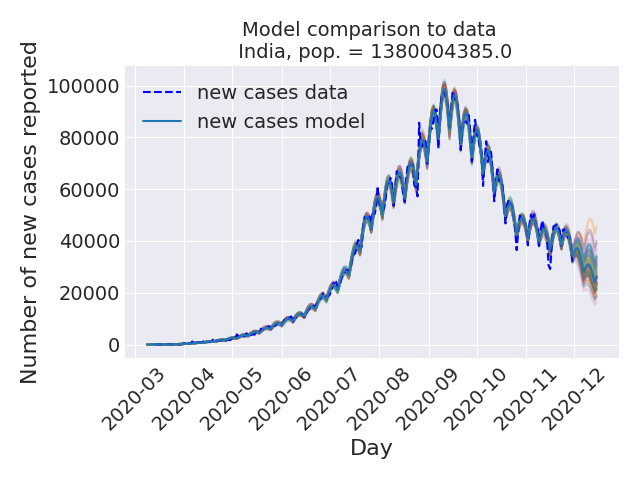 Model comparison to data
India, pop. = 1380004385.0
Number of new cases reported
100000
80000
60000
40000
20000
0
new cases data
new cases model
2020-03
2020-04
2020-05
2020-06
2020-07
2020-08
2020-09
2020-10
2020-11
2020-12
Day